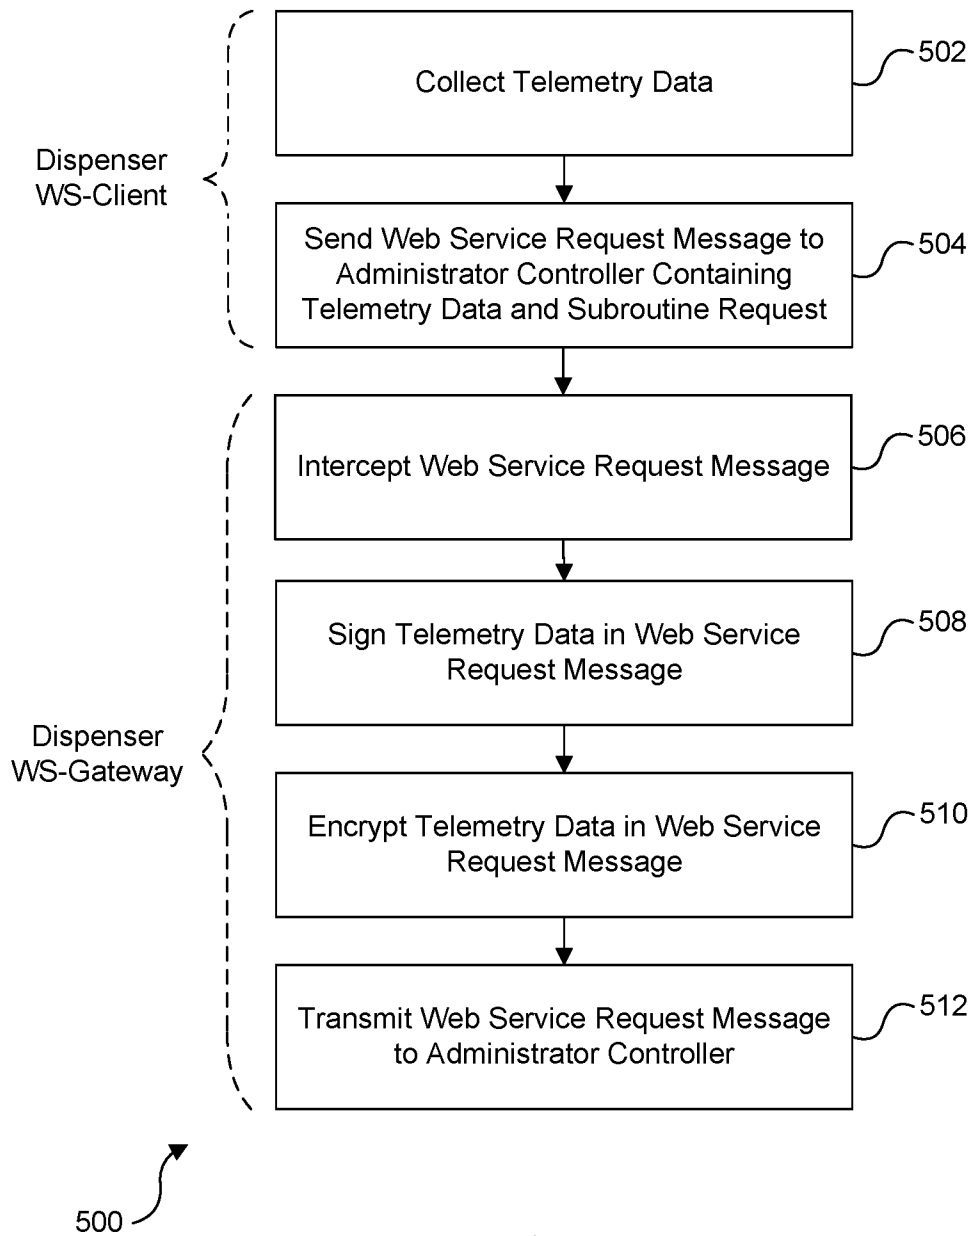 Collect Telemetry Data
502
Dispenser
WS-Client
Send Web Service Request Message to
Administrator Controller Containing
Telemetry Data and Subroutine Request
504
Intercept Web Service Request Message
506
Sign Telemetry Data in Web Service
Request Message
508
Dispenser
WS-Gateway
Encrypt Telemetry Data in Web Service
Request Message
510
Transmit Web Service Request Message
to Administrator Controller
512
500